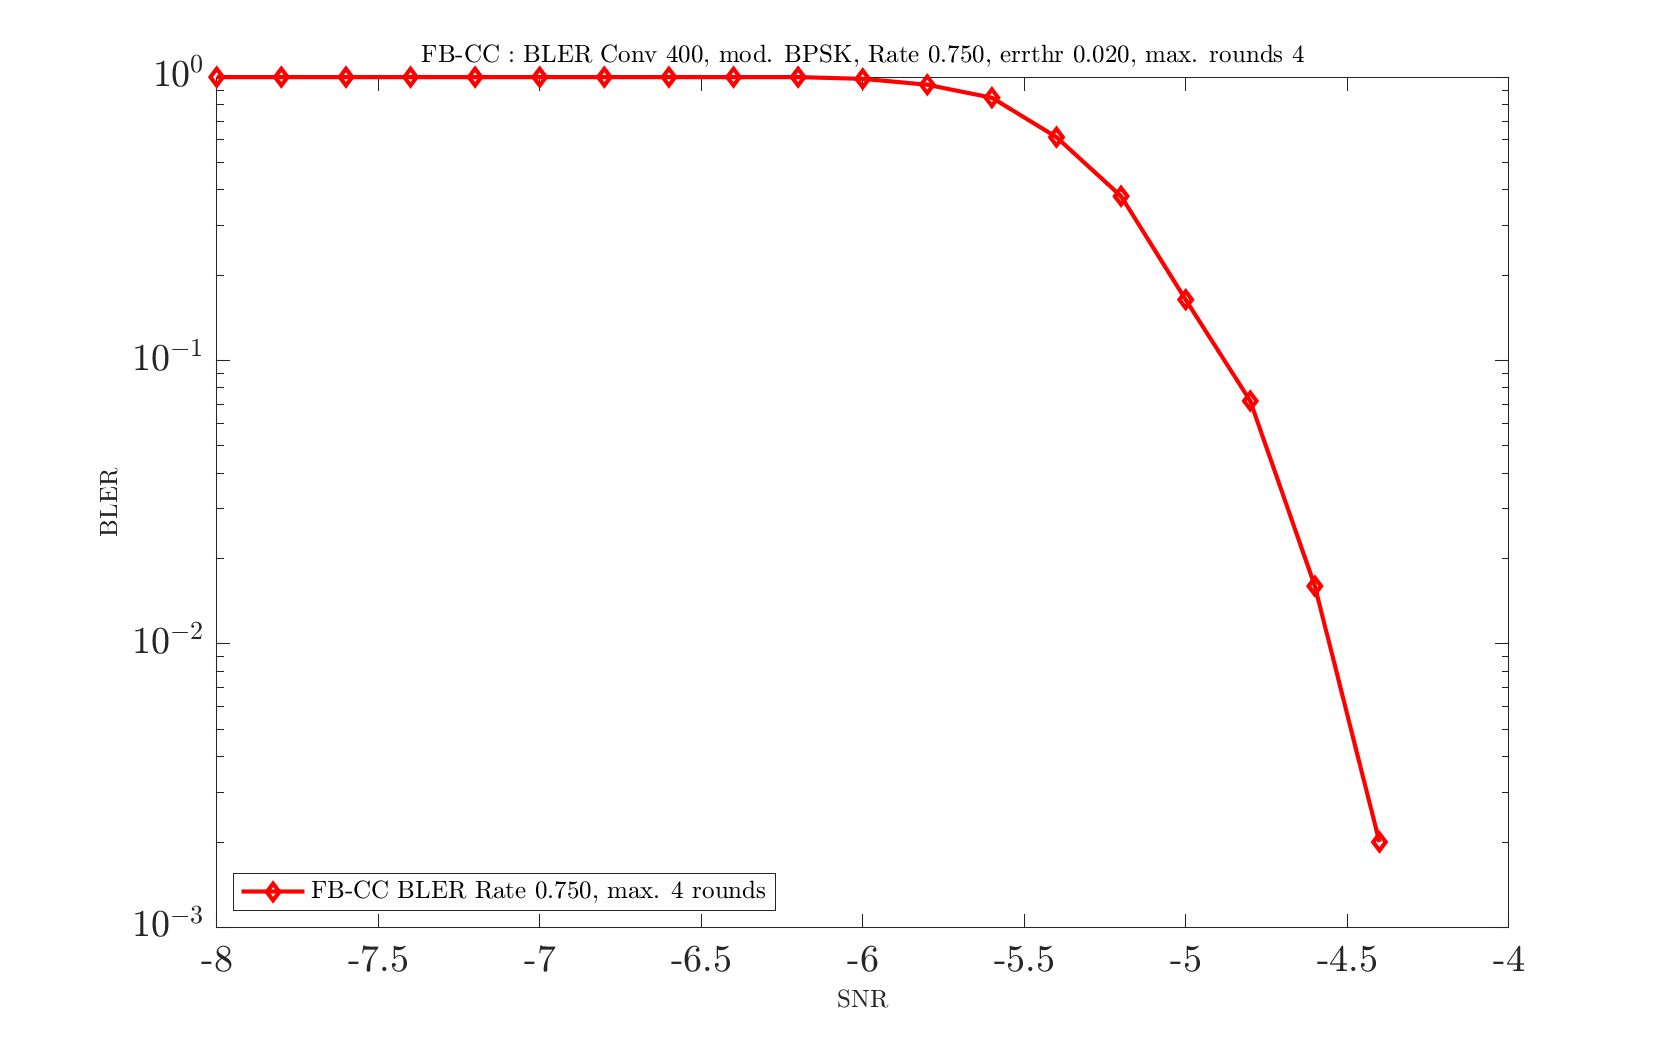 FB-CC : BLER Conv 400, mod. BPSK, Rate 0.750, errthr 0.020, max. rounds 4
10^0
10^-1
10^-2
10^-3
BLER
FB-CC BLER Rate 0.750, max. 4 rounds
-8 -7.5 -7 -6.5 -6 -5.5 -5 -4.5 -4
SNR